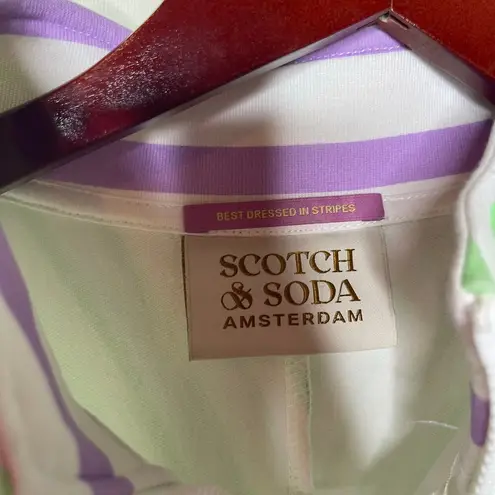 BEST DRESSED IN STRIPES
SCOTCH
& SODA
AMSTERDAM